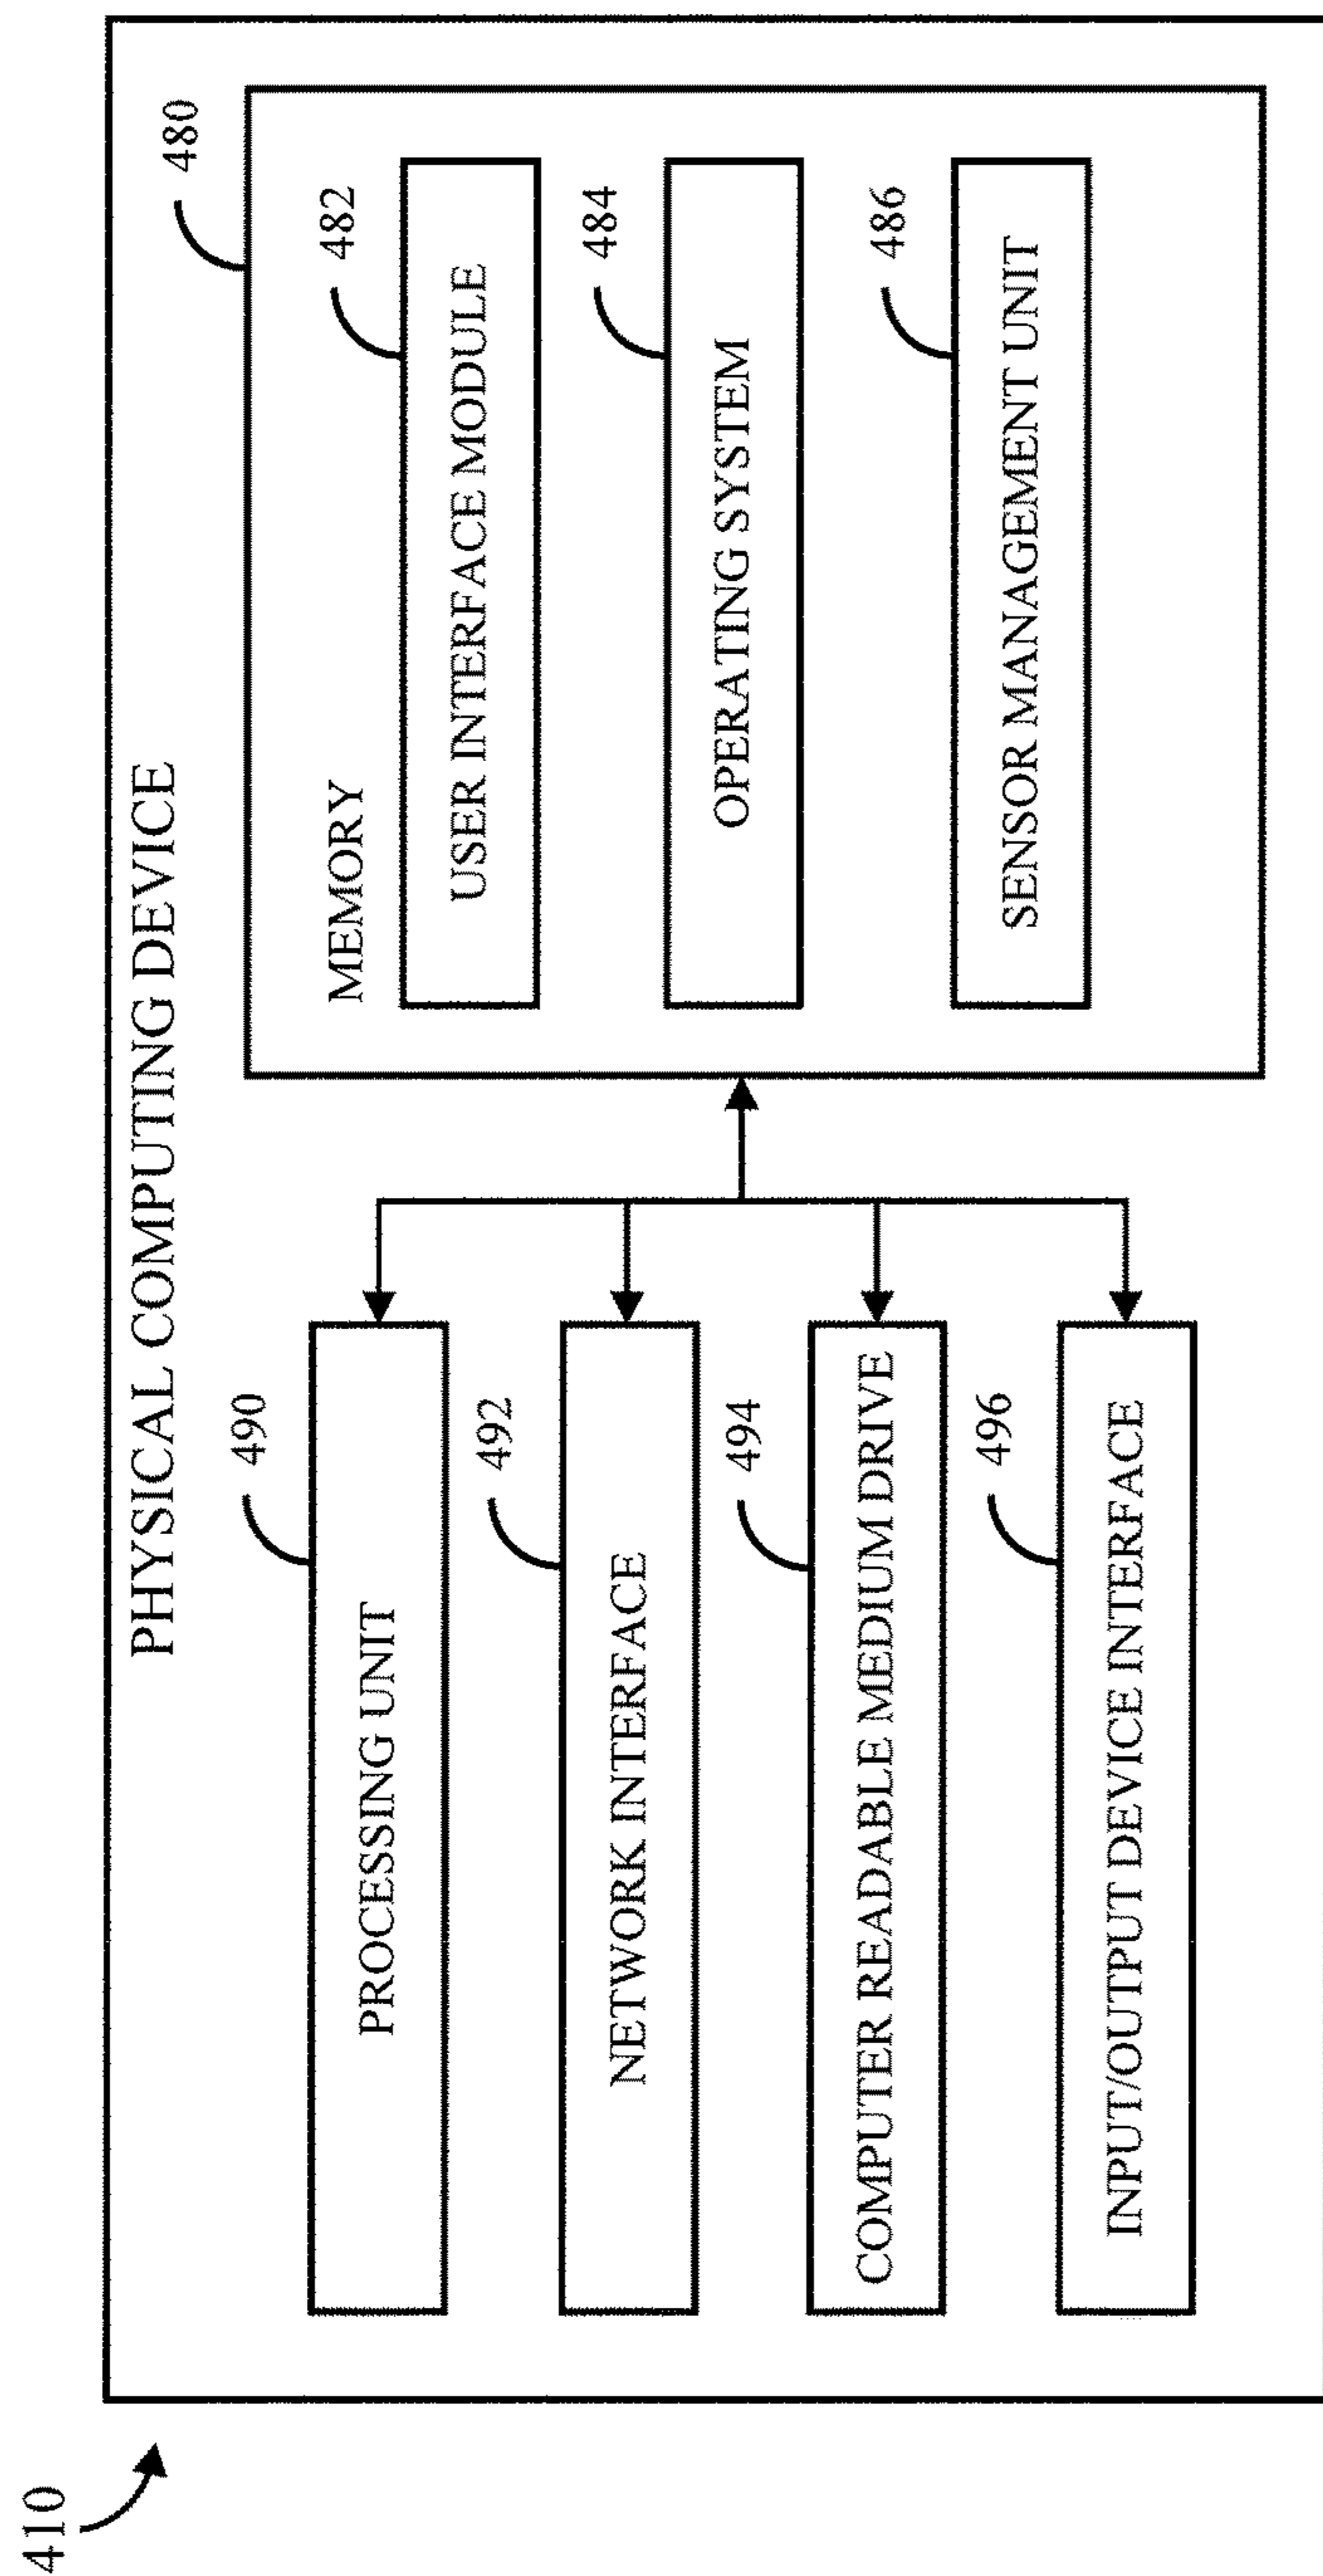 410
PHYSICAL COMPUTING DEVICE
490
PROCESSING UNIT
492
NETWORK INTERFACE
494
COMPUTER READABLE MEDIUM DRIVE
496
INPUT/OUTPUT DEVICE INTERFACE
480
MEMORY
482
USER INTERFACE MODULE
484
OPERATING SYSTEM
486
SENSOR MANAGEMENT UNIT